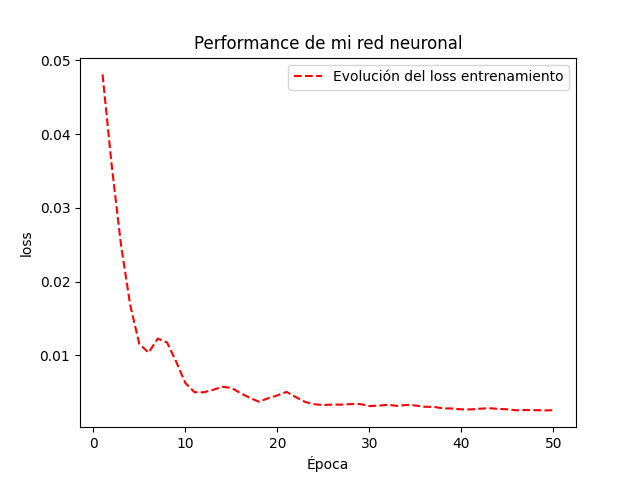 Performance de mi red neuronal
Evolución del loss entrenamiento
0.05
0.04
0.03
0.02
0.01
loss
0 10 20 30 40 50
Época